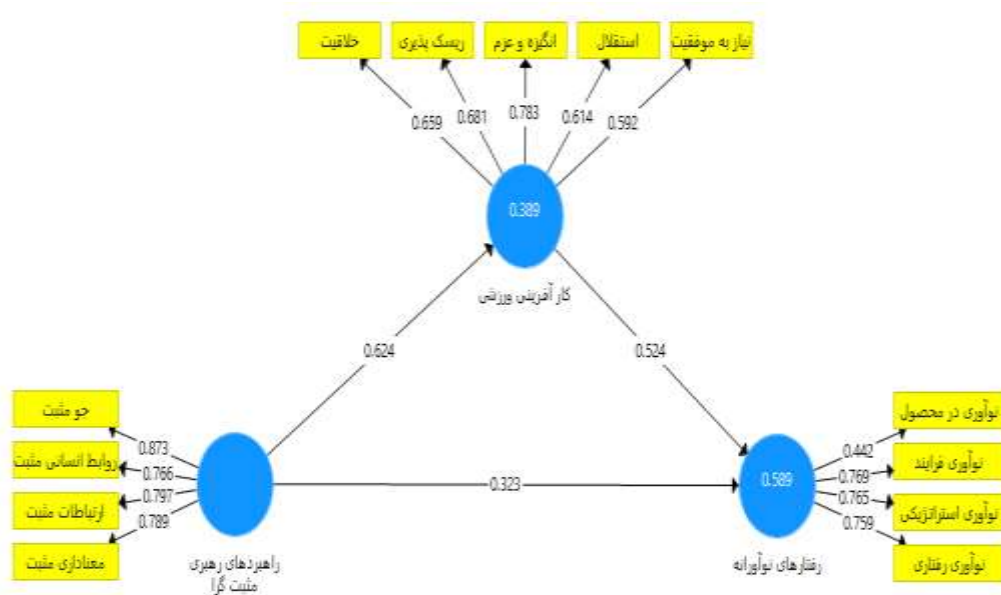 خلاقیت
ریسک پذیری
انگیزه و عزم
استقلال
نیاز به موفقیت
0.659
0.681
0.783
0.614
0.592
0.389
کار آفرینی ورزشی
0.624
0.524
جو مثبت
روابط انسانی مثبت
ارتباطات مثبت
معناداری مثبت
0.873
0.766
0.797
0.789
راهبردهای رهبری
مثبت گرا
0.323
0.589
رفتارهای نوآورانه
0.442
0.769
0.765
0.759
نوآوری در محصول
نوآوری فرایند
نوآوری استراتژیکی
نوآوری رفتاری